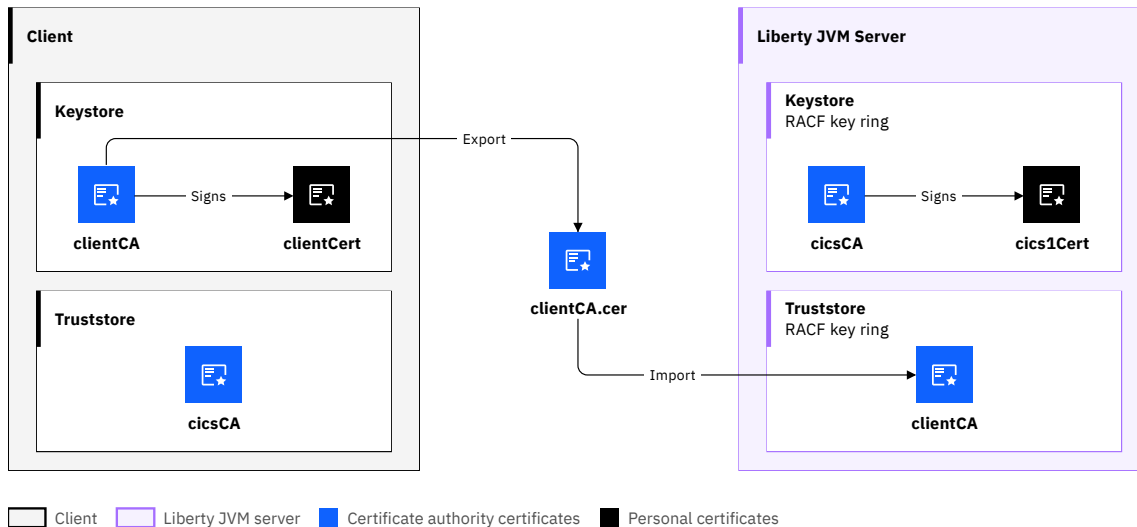 Client
Keystore
Export
Signs
clientCA
clientCert
Truststore
cicsCA
clientCA.cer
Import
Liberty JVM Server
Keystore
RACF key ring
Signs
cicsCA
cics1Cert
Truststore
RACF key ring
clientCA
Client
Liberty JVM server
Certificate authority certificates
Personal certificates